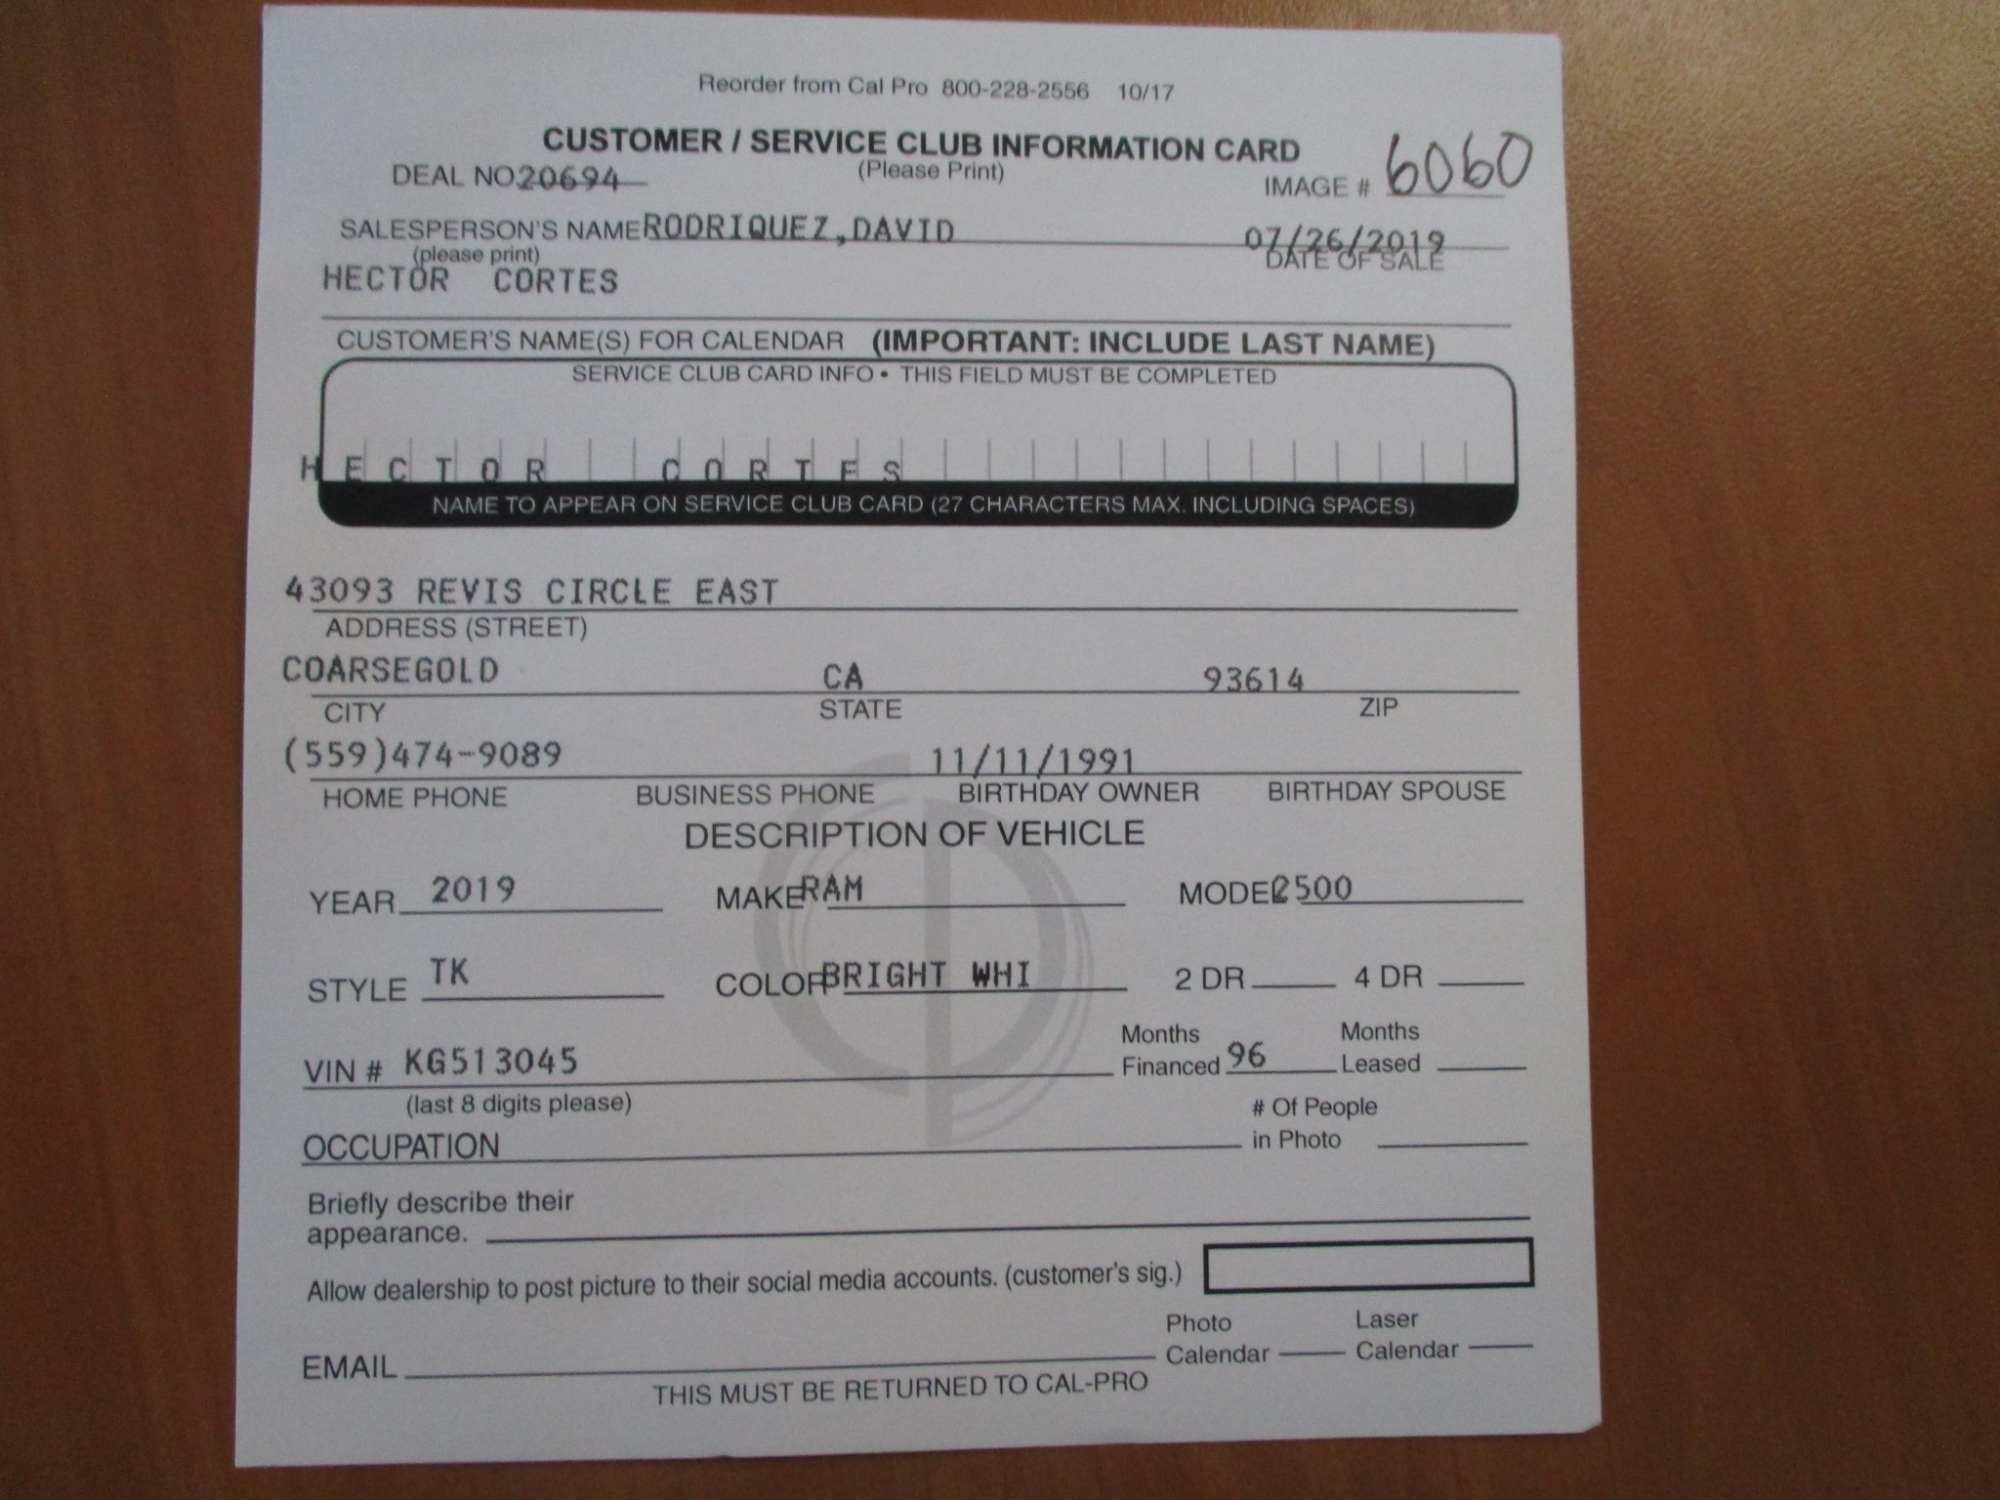 Reorder from Cal Pro 800-228-2556 10/17
CUSTOMER / SERVICE CLUB INFORMATION CARD
(Please Print)
DEAL NO 20694 IMAGE # 6060
SALESPERSON'S NAME RODRIQUEZ,DAVID 07/26/2019
(please print) DATE OF SALE
HECTOR CORTES
CUSTOMER'S NAME(S) FOR CALENDAR (IMPORTANT: INCLUDE LAST NAME)
SERVICE CLUB CARD INFO • THIS FIELD MUST BE COMPLETED
HECTOR CORTES
NAME TO APPEAR ON SERVICE CLUB CARD (27 CHARACTERS MAX. INCLUDING SPACES)
43093 REVIS CIRCLE EAST
ADDRESS (STREET)
COARSEGOLD CA 93614
CITY STATE ZIP
(559)474-9089 11/11/1991
HOME PHONE BUSINESS PHONE BIRTHDAY OWNER BIRTHDAY SPOUSE
DESCRIPTION OF VEHICLE
YEAR 2019 MAKE RAM MODEL 2500
STYLE TK COLOR BRIGHT WHI 2 DR 4 DR
Months Months
VIN # KG513045 Financed 96 Leased
(last 8 digits please) # Of People
OCCUPATION in Photo
Briefly describe their
appearance.
Allow dealership to post picture to their social media accounts. (customer's sig.)
Photo Laser
EMAIL Calendar Calendar
THIS MUST BE RETURNED TO CAL-PRO